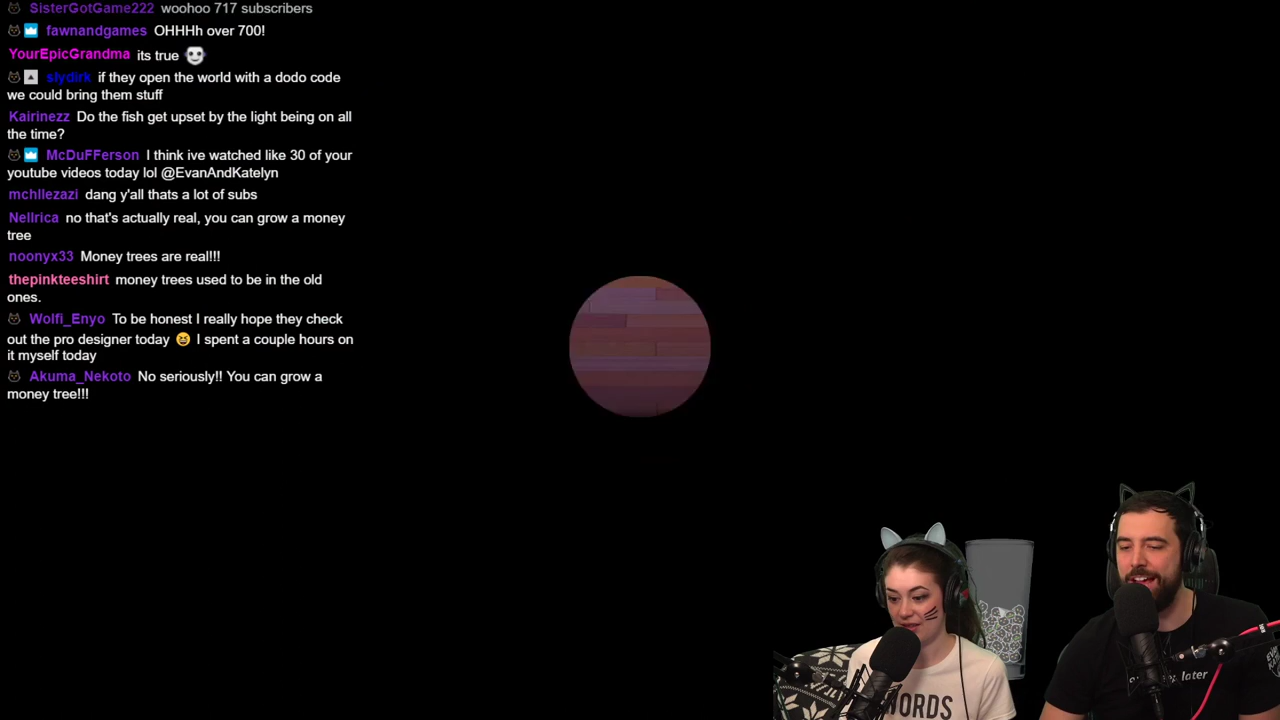 SisterGotGame222 woohoo 717 subscribers
fawnandgames OHHHh over 700!
YourEpicGrandma its true
slydirk if they open the world with a dodo code
we could bring them stuff
Kairinezz Do the fish get upset by the light being on all
the time?
McDuFFerson I think ive watched like 30 of your
youtube videos today lol @EvanAndKatelyn
mchllezazi dang y'all thats a lot of subs
Nellrica no that's actually real, you can grow a money
tree
noonyx33 Money trees are real!!!
thepinkteeshirt money trees used to be in the old
ones.
Wolfi_Enyo To be honest I really hope they check
out the pro designer today 😆 I spent a couple hours on
it myself today
Akuma_Nekoto No seriously!! You can grow a
money tree!!!
WORDS
later